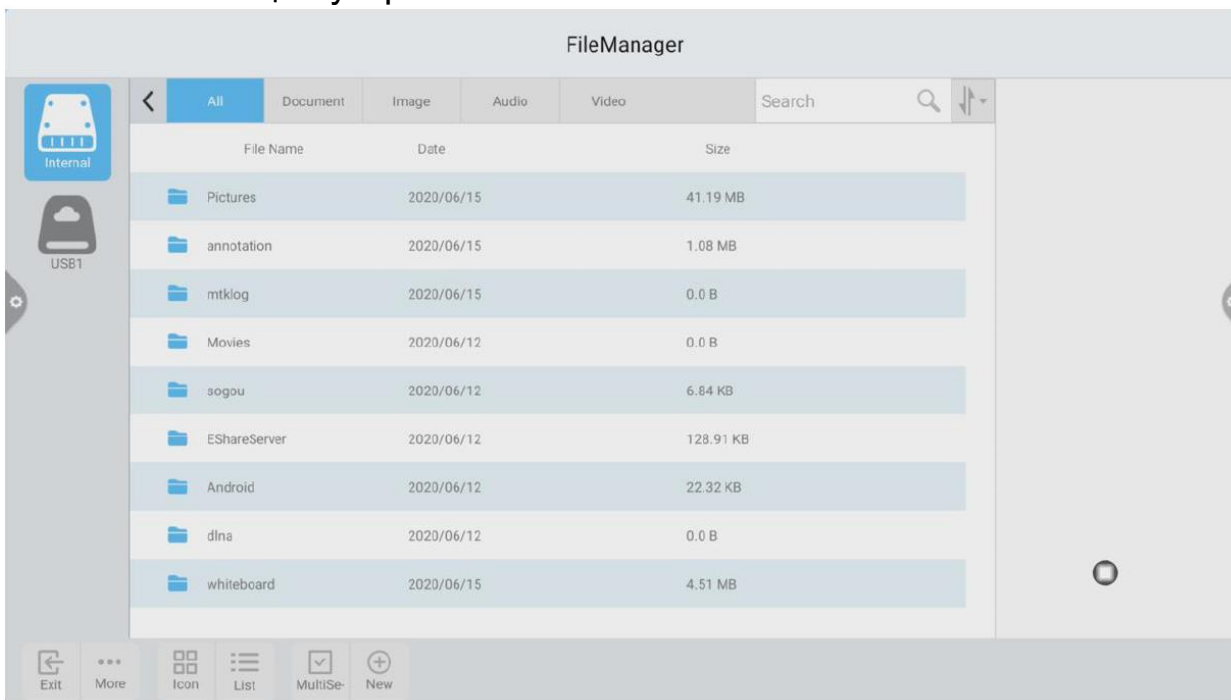 FileManager
All Document Image Audio Video Search
File Name Date Size
Internal
Pictures 2020/06/15 41.19 MB
annotation 2020/06/15 1.08 MB
USB1
mtklog 2020/06/15 0.0 B
Movies 2020/06/12 0.0 B
sogou 2020/06/12 6.84 KB
EShareServer 2020/06/12 128.91 KB
Android 2020/06/12 22.32 KB
dlna 2020/06/12 0.0 B
whiteboard 2020/06/15 4.51 MB
Exit More Icon List MultiSe- New